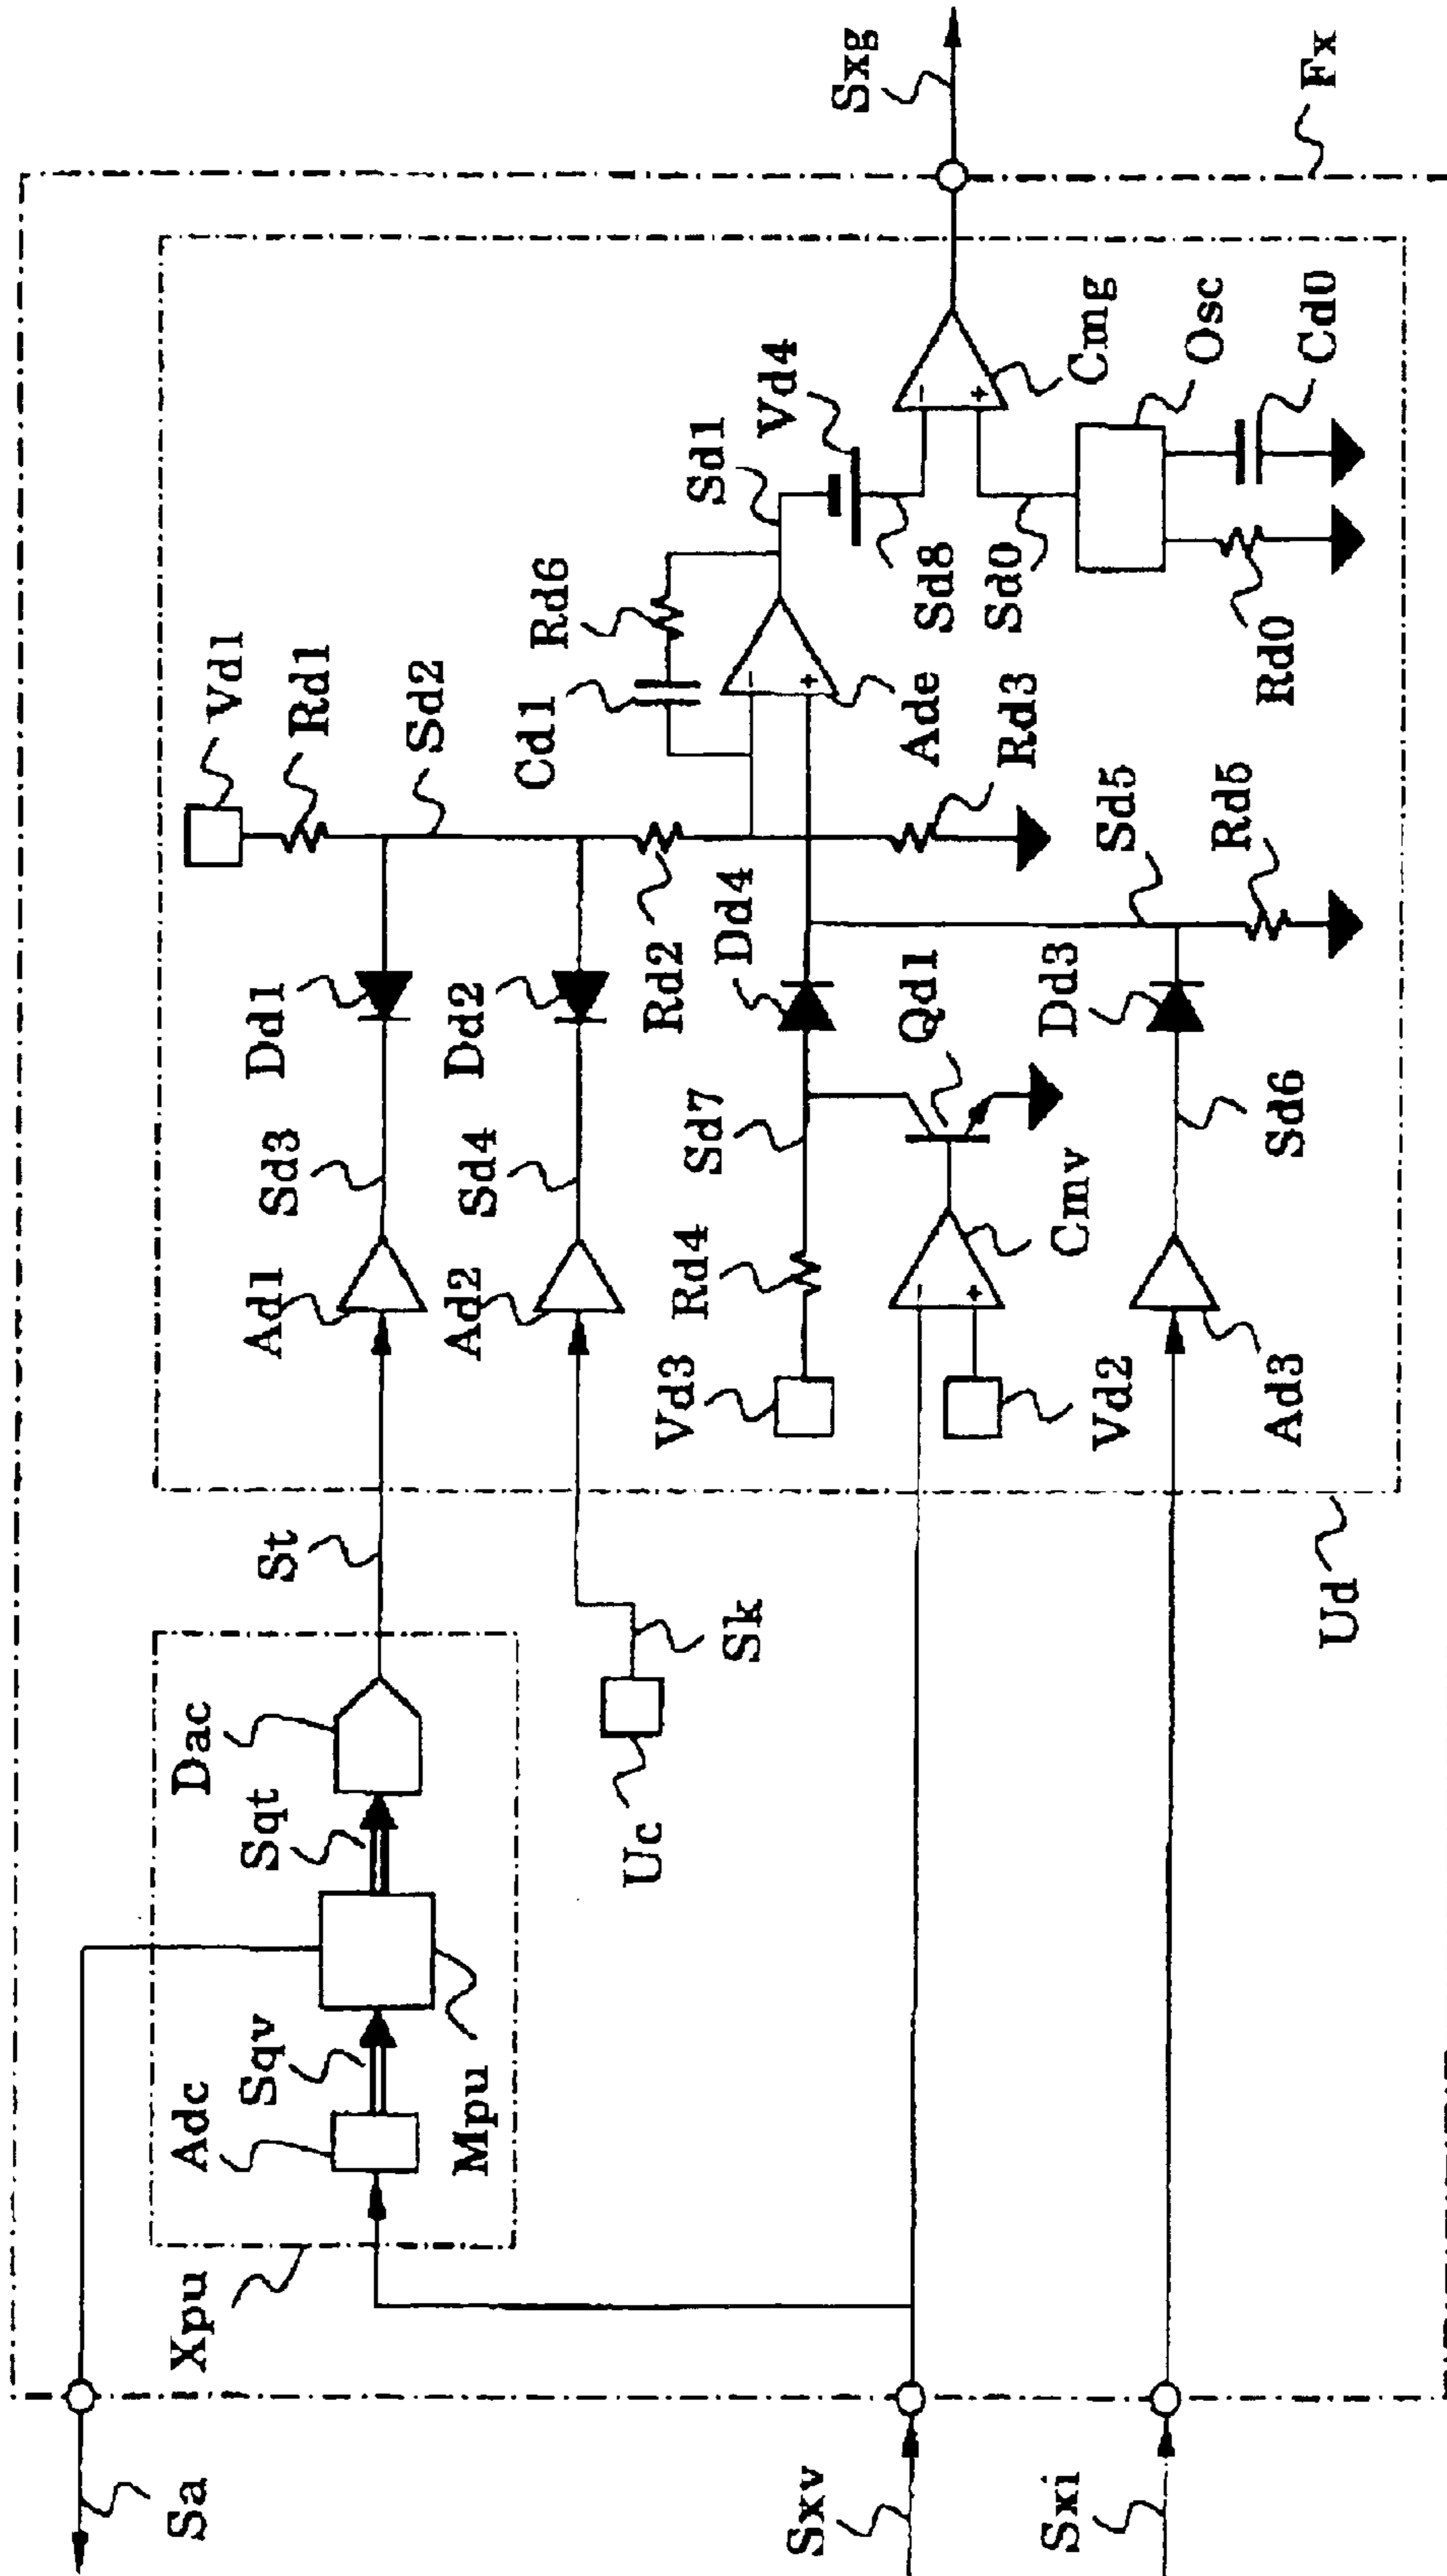 Sa
Xpu
Adc
Sqv
Mpu
Sqt
Dac
St
Uc
Sk
Sxv
Sxi
Ud
Ad1
Sd3
Dd1
Ad2
Sd4
Dd2
Vd1
Rd1
Sd2
Rd2
Vd3
Rd4
Sd7
Dd4
Vd2
Cmv
Qd1
Ad3
Sd6
Dd3
Sd5
Rd5
Cd1
Rd6
Ade
Rd3
Sd1
Vd4
Sd8
Sd0
Rd0
Cmg
Osc
Cd0
Sxg
Fx